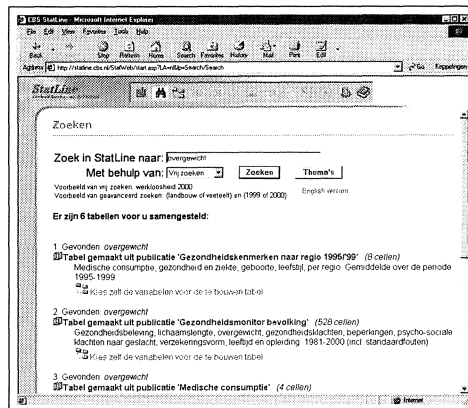 CBS StatLine - Microsoft Internet Explorer
File Edit View Favorites Tools Help
Back Stop Refresh Home Search Favorites History Mail Print Edit
Address http://statline.cbs.nl/StatWeb/start.asp?LA=nl&lp=Search/Search Go Koppelingen
StatLine
Zoeken
Zoek in StatLine naar: overgewicht
Met behulp van: Vrij zoeken Zoeken Thema's
Voorbeeld van vrij zoeken: werkloosheid 2000
Voorbeeld van geavanceerd zoeken: (landbouw of veeteelt) en (1999 of 2000)
English version
Er zijn 6 tabellen voor u samengesteld:
1 Gevonden overgewicht
Tabel gemaakt uit publicatie 'Gezondheidskenmerken naar regio 1995/'99' (8 cellen)
Medische consumptie, gezondheid en ziekte, geboorte, leefstijl, per regio Gemiddelde over de periode
1995-1999
Kies zelf de variabelen voor de te bouwen tabel
2 Gevonden overgewicht
Tabel gemaakt uit publicatie 'Gezondheidsmonitor bevolking' (528 cellen)
Gezondheidsbeleving, lichaamslengte, overgewicht, gezondheidsklachten, beperkingen, psycho-sociale
klachten naar geslacht, verzekeringsvorm, leeftijd en opleiding 1981-2000 (incl. standaardfouten)
Kies zelf de variabelen voor de te bouwen tabel
3 Gevonden overgewicht
Tabel gemaakt uit publicatie 'Medische consumptie' (4 cellen)
Internet